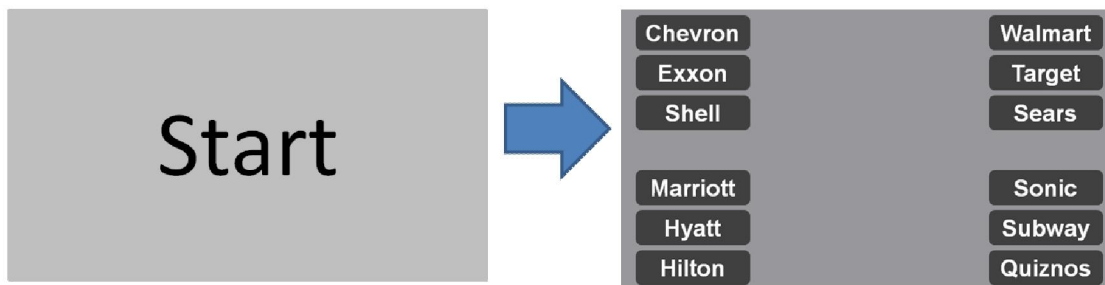 Start
Chevron
Exxon
Shell
Walmart
Target
Sears
Marriott
Hyatt
Hilton
Sonic
Subway
Quiznos